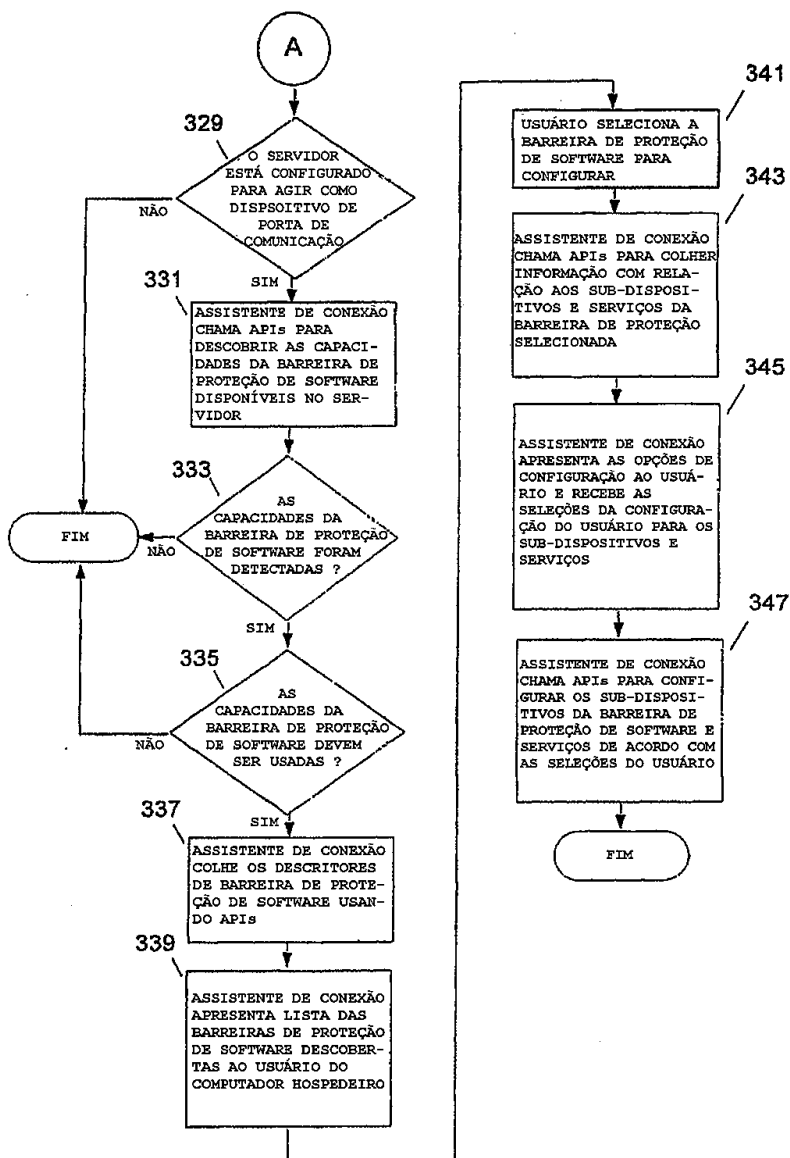 A
329
O SERVIDOR
ESTÁ CONFIGURADO
PARA AGIR COMO
DISPSOITIVO DE
PORTA DE
COMUNICAÇÃO
NÃO
SIM
331
ASSISTENTE DE CONEXÃO
CHAMA APIs PARA
DESCOBRIR AS CAPACI-
DADES DA BARREIRA DE
PROTEÇÃO DE SOFTWARE
DISPONÍVEIS NO SER-
VIDOR
333
AS
CAPACIDADES DA
BARREIRA DE PROTEÇÃO
DE SOFTWARE FORAM
DETECTADAS ?
FIM
NÃO
SIM
335
AS
CAPACIDADES DA
BARREIRA DE PROTEÇÃO
DE SOFTWARE DEVEM
SER USADAS ?
NÃO
SIM
337
ASSISTENTE DE CONEXÃO
COLHE OS DESCRITORES
DE BARREIRA DE PROTE-
ÇÃO DE SOFTWARE USAN-
DO APIs
339
ASSISTENTE DE CONEXÃO
APRESENTA LISTA DAS
BARREIRAS DE PROTEÇÃO
DE SOFTWARE DESCOBER-
TAS AO USUÁRIO DO
COMPUTADOR HOSPEDEIRO
341
USUÁRIO SELECIONA A
BARREIRA DE PROTEÇÃO
DE SOFTWARE PARA
CONFIGURAR
343
ASSISTENTE DE CONEXÃO
CHAMA APIs PARA COLHER
INFORMAÇÃO COM RELA-
ÇÃO AOS SUB-DISPOSI-
TIVOS E SERVIÇOS DA
BARREIRA DE PROTEÇÃO
SELECIONADA
345
ASSISTENTE DE CONEXÃO
APRESENTA AS OPÇÕES DE
CONFIGURAÇÃO AO USUÁ-
RIO E RECEBE AS
SELEÇÕES DA CONFIGURA-
ÇÃO DO USUÁRIO PARA OS
SUB-DISPOSITIVOS E
SERVIÇOS
347
ASSISTENTE DE CONEXÃO
CHAMA APIs PARA CONFI-
GURAR OS SUB-DISPOSI-
TIVOS DA BARREIRA DE
PROTEÇÃO DE SOFTWARE E
SERVIÇOS DE ACORDO COM
AS SELEÇÕES DO USUÁRIO
FIM